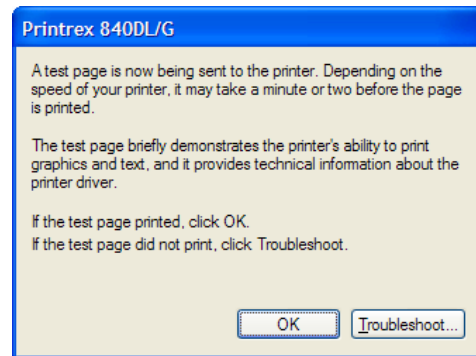 Printrex 840DL/G
A test page is now being sent to the printer. Depending on the
speed of your printer, it may take a minute or two before the page
is printed.
The test page briefly demonstrates the printer's ability to print
graphics and text, and it provides technical information about the
printer driver.
If the test page printed, click OK.
If the test page did not print, click Troubleshoot.
OK Troubleshoot...